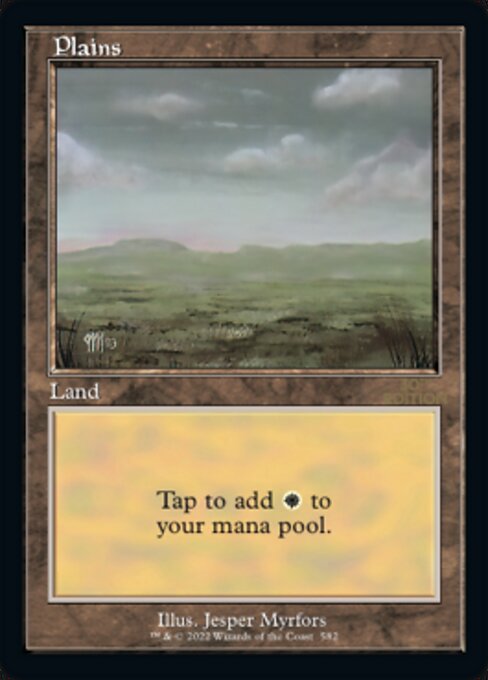 Plains
Land
EDITION
Tap to add to
your mana pool.
Illus. Jesper Myrfors
™ & © 2022 Wizards of the Coast 582